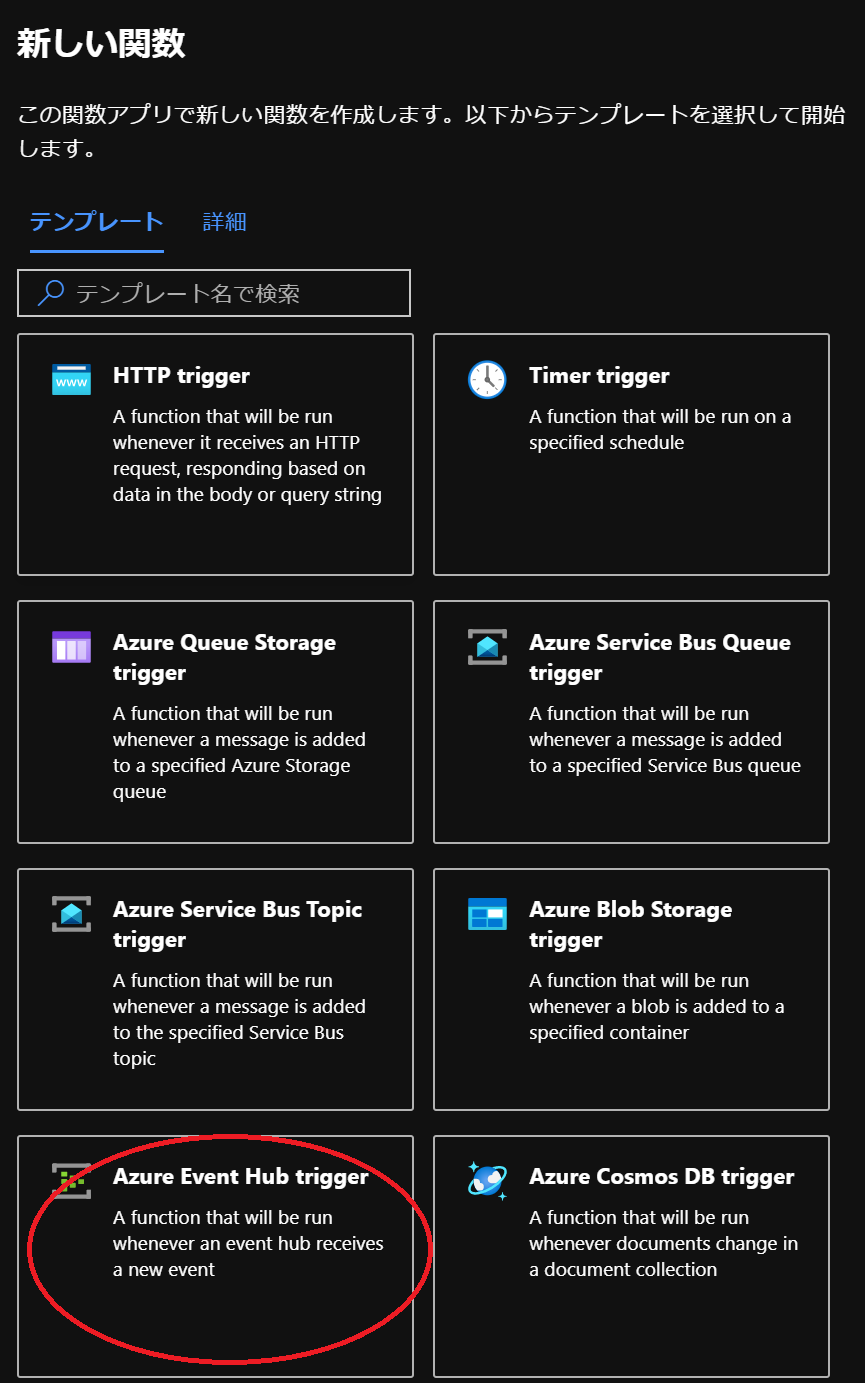 新しい関数
この関数アプリで新しい関数を作成します。以下からテンプレートを選択して開始
します。
テンプレート 詳細
テンプレート名で検索
www
HTTP trigger
A function that will be run
whenever it receives an HTTP
request, responding based on
data in the body or query string
Timer trigger
A function that will be run on a
specified schedule
Azure Queue Storage
trigger
A function that will be run
whenever a message is added
to a specified Azure Storage
queue
Azure Service Bus Queue
trigger
A function that will be run
whenever a message is added
to a specified Service Bus queue
Azure Service Bus Topic
trigger
A function that will be run
whenever a message is added
to the specified Service Bus
topic
Azure Blob Storage
trigger
A function that will be run
whenever a blob is added to a
specified container
Azure Event Hub trigger
A function that will be run
whenever an event hub receives
a new event
Azure Cosmos DB trigger
A function that will be run
whenever documents change in
a document collection